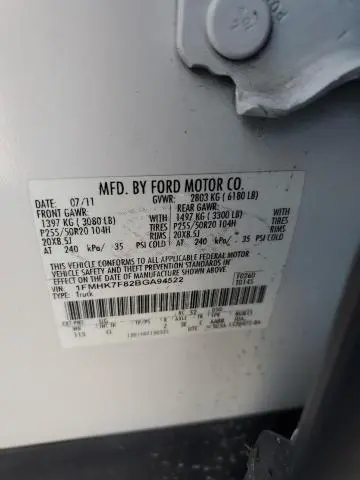 MFD. BY FORD MOTOR CO.
DATE: 07/11 GVWR: 2803 KG (6180 LB)
FRONT GAWR: REAR GAWR:
1397 KG (3080 LB) WITH 1497 KG (3300 LB) WITH
P255/50R20 104H TIRES P255/50R20 104H TIRES
20X8.5J RIMS 20X8.5J RIMS
AT 240 kPa/ 35 PSI COLD AT 240 kPa/ 35 PSI COLD
THIS VEHICLE CONFORMS TO ALL APPLICABLE FEDERAL MOTOR
VEHICLE SAFETY AND THEFT PREVENTION STANDARDS IN EFFECT ON
THE DATE OF MANUFACTURE SHOWN ABOVE.
VIN: 1FMHK7F82BGA94522
TYPE: Truck
F0260
T0145